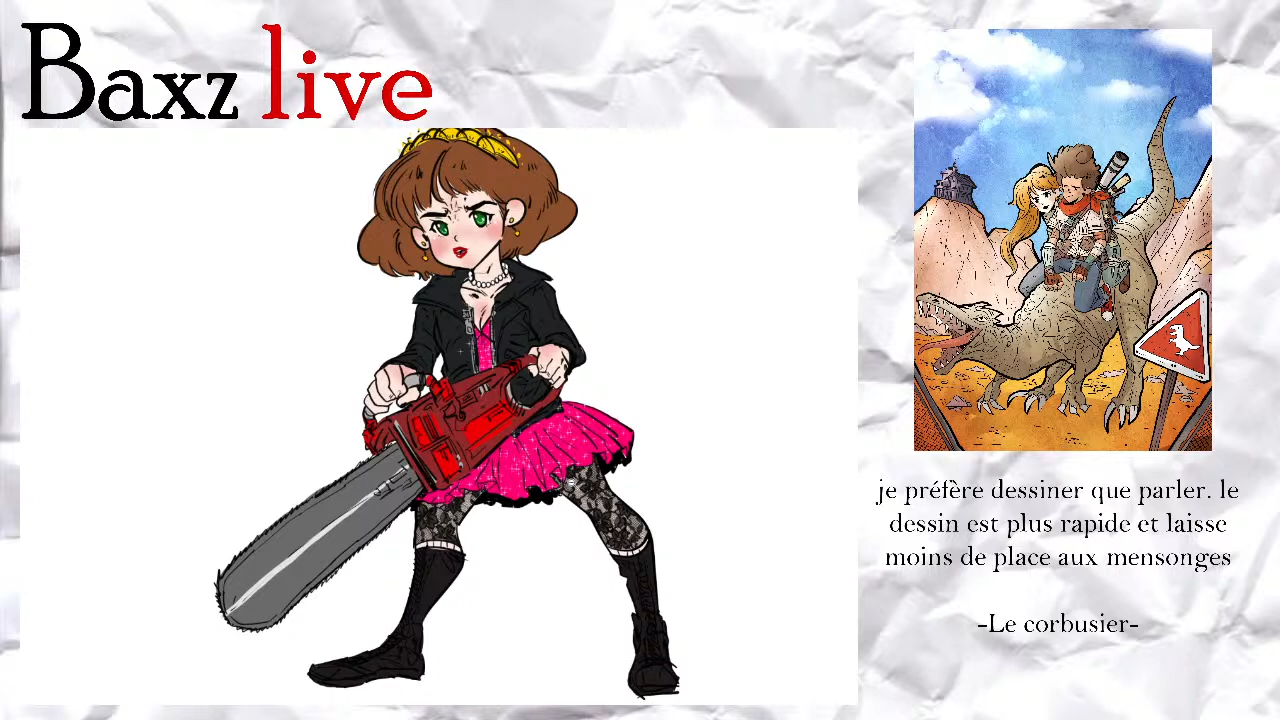 Baxz live
je préfère dessiner que parler. le
dessin est plus rapide et laisse
moins de place aux mensonges
-Le corbusier-